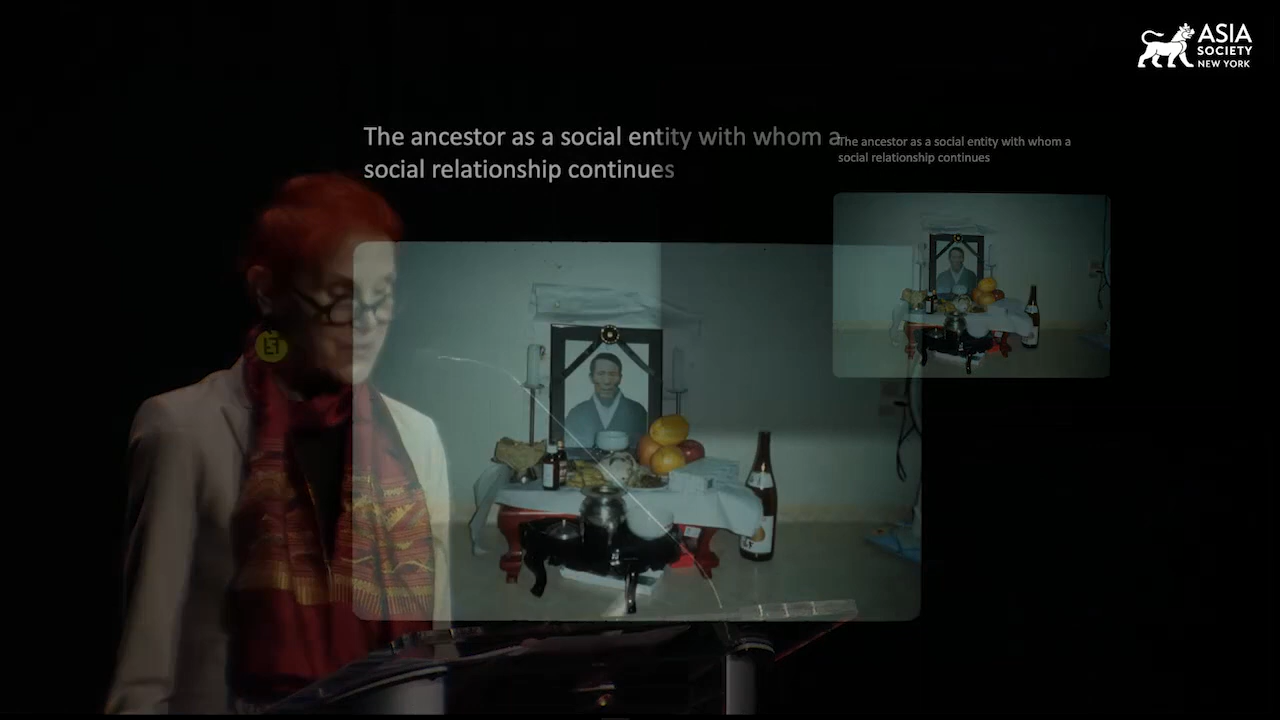 ASIA
SOCIETY
NEW YORK
The ancestor as a social entity with whom a
social relationship continues
The ancestor as a social entity with whom a
social relationship continues